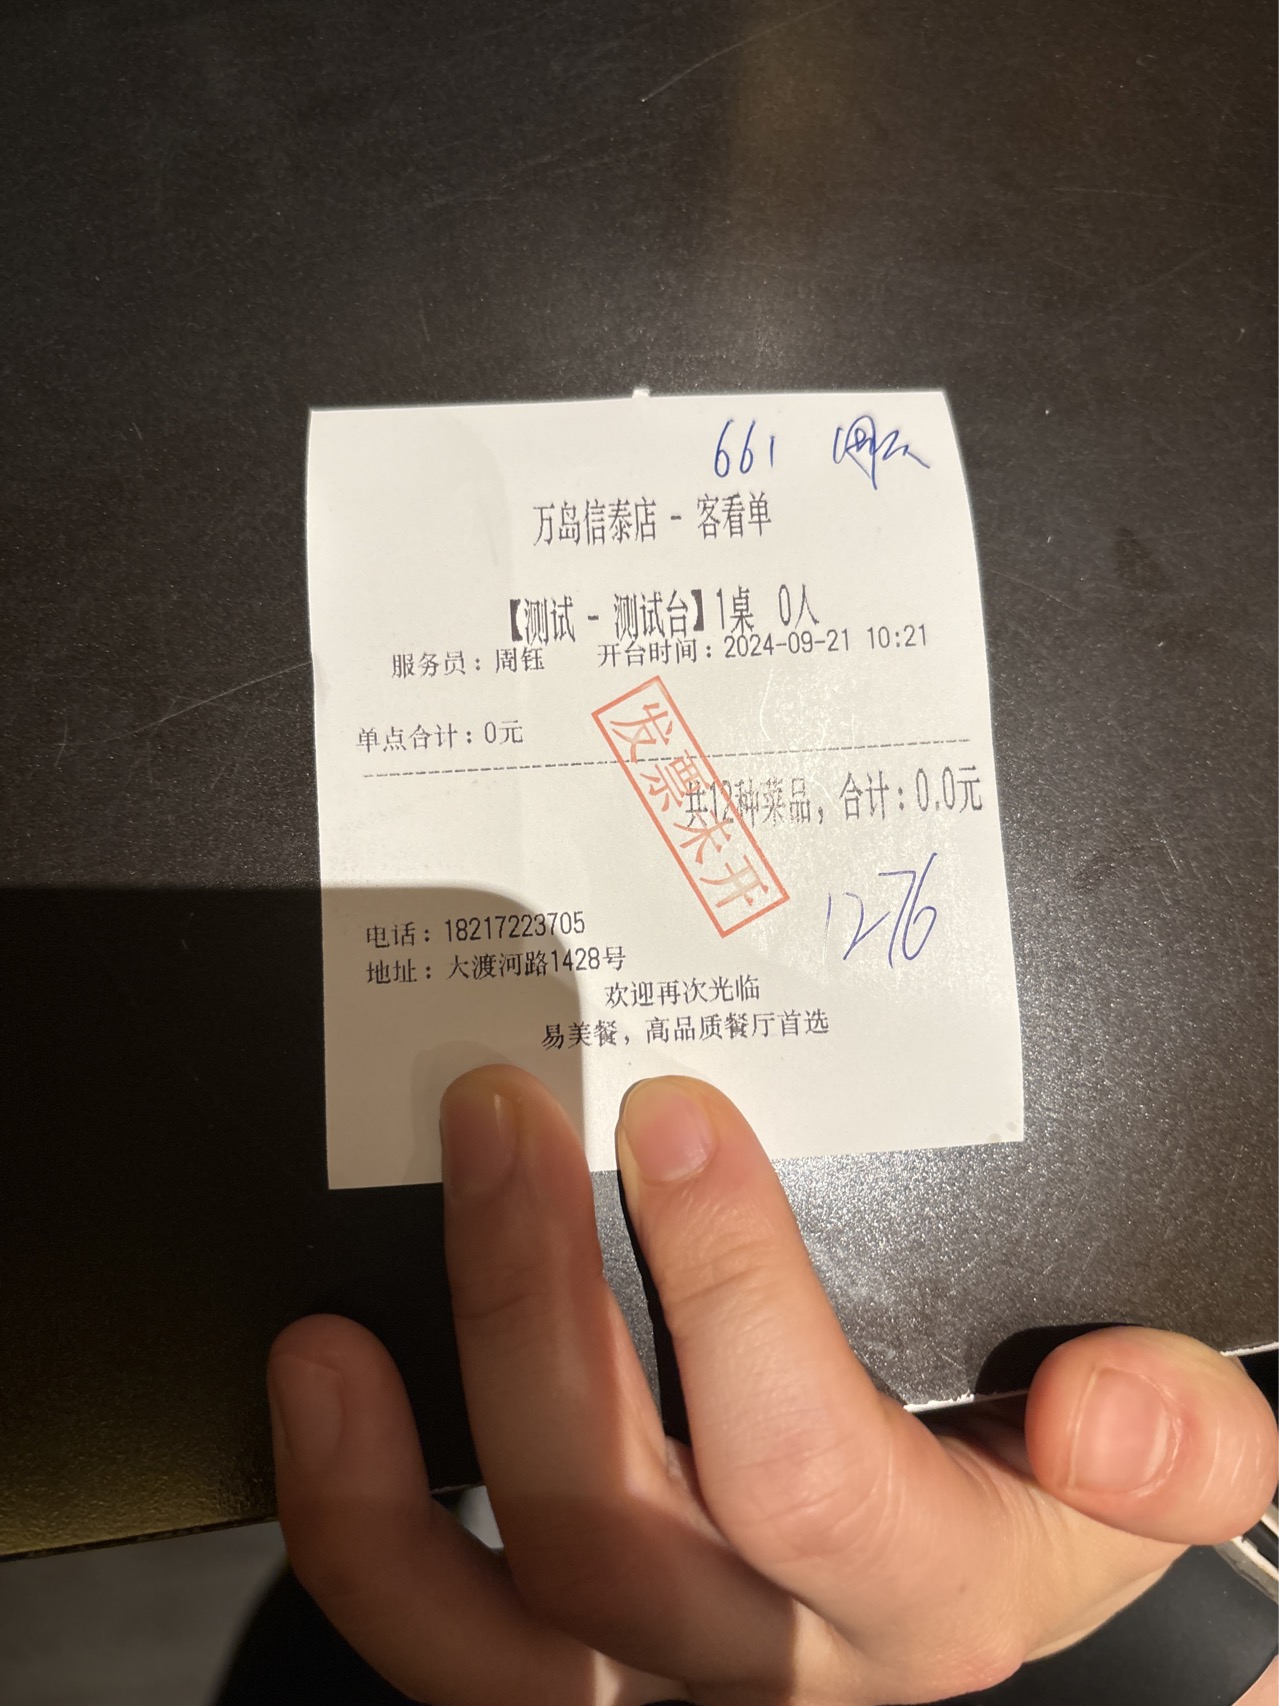 661
万岛信泰店 - 客看单
【测试 - 测试台】1桌 0人
服务员：周钰 开台时间：2024-09-21 10:21
单点合计：0元
发票未开
共12种菜品，合计：0.0元
1276
电话：18217223705
地址：大渡河路1428号
欢迎再次光临
易美餐，高品质餐厅首选